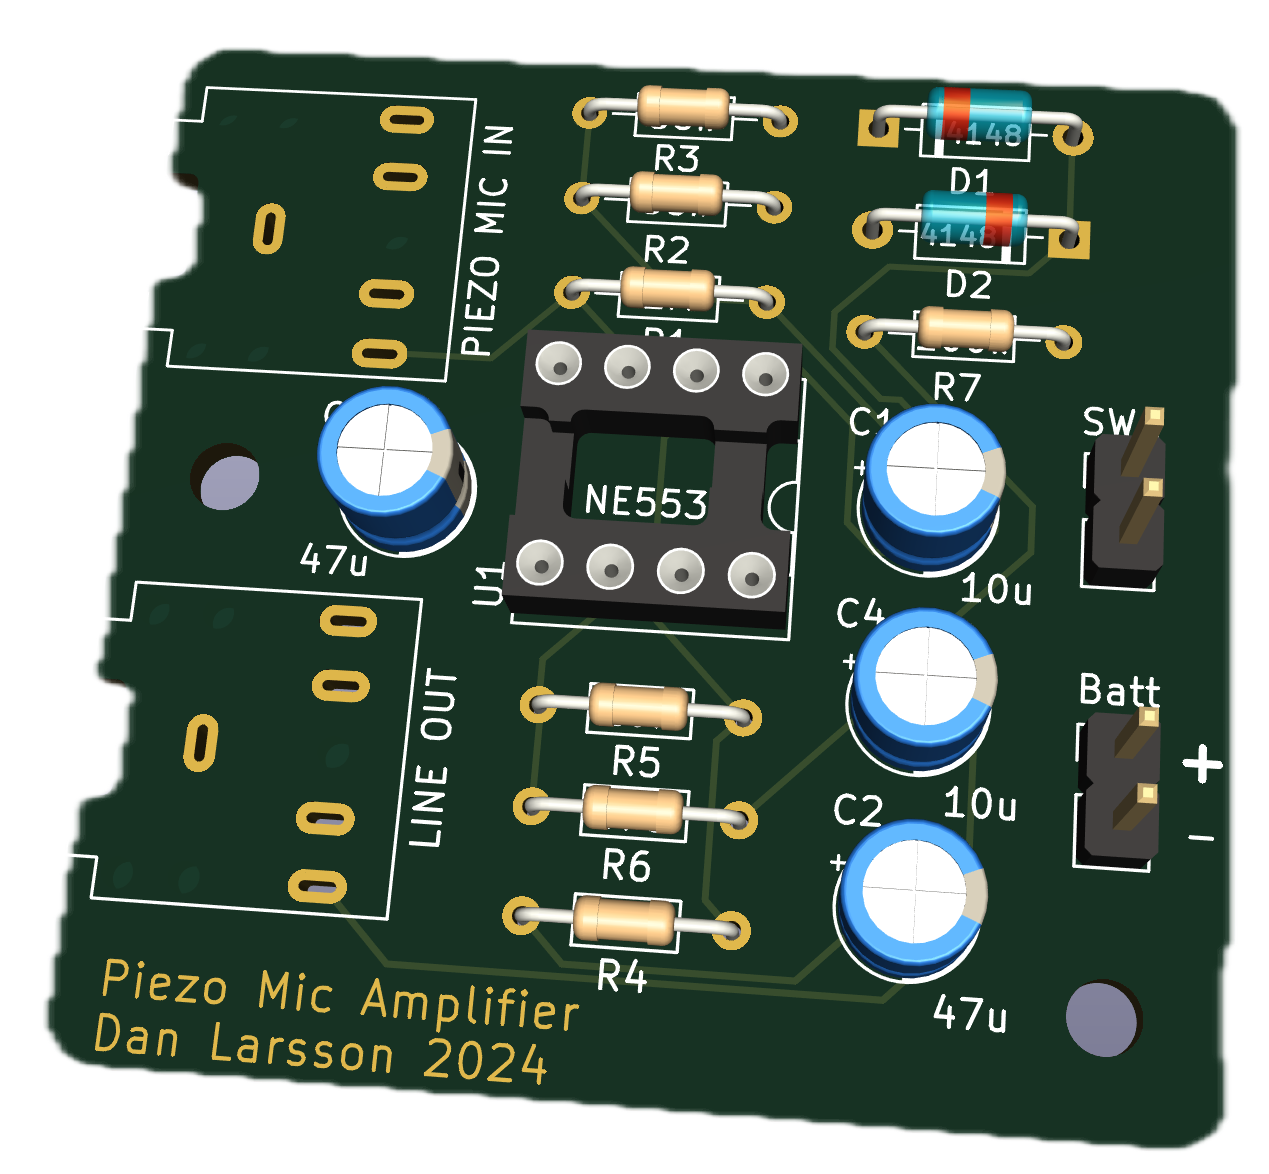 R3
4148
D1
PIEZO MIC IN
R2
4148
D2
R7
C1
SW
10u
47u
NE553
U1
C4
Batt
LINE OUT
R5
+
10u
C2
-
R6
R4
47u
Piezo Mic Amplifier
Dan Larsson 2024